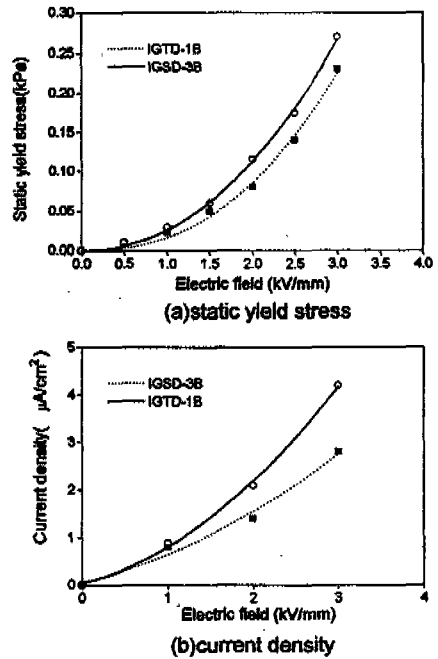 0.30
0.25
0.20
0.15
0.10
0.05
0.00
Static yield stress(kPa)
IGTD-1B
IGSD-3B
0.0 0.5 1.0 1.5 2.0 2.5 3.0 3.5 4.0
Electric field (kV/mm)
(a)static yield stress
5
4
3
2
1
0
Current density( μA/cm²)
IGSD-3B
IGTD-1B
0 1 2 3 4
Electric field (kV/mm)
(b)current density